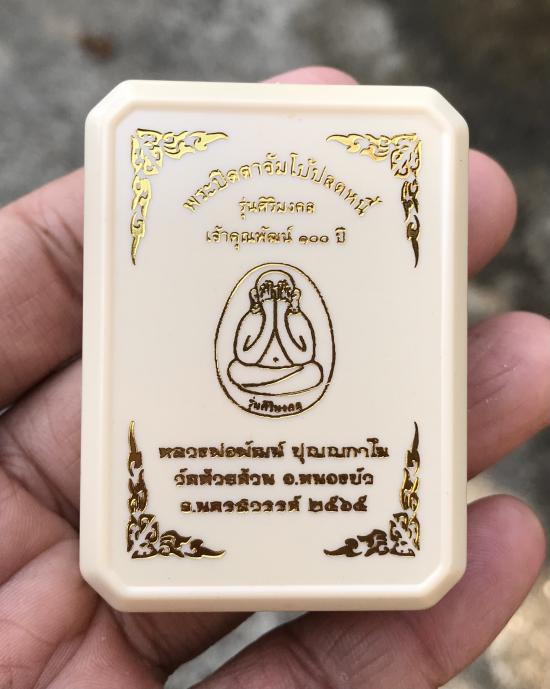 พระปิดตาจัมโบ้ปลดหนี้
รุ่นศิริมงคล
เจ้าคุณพัฒน์ ๑๐๐ ปี
รุ่นศิริมงคล
หลวงพ่อพัฒน์ ปุญญกาโม
วัดห้วยด้วน อ.หนองบัว
จ.นครสวรรค์ ๒๕๖๕